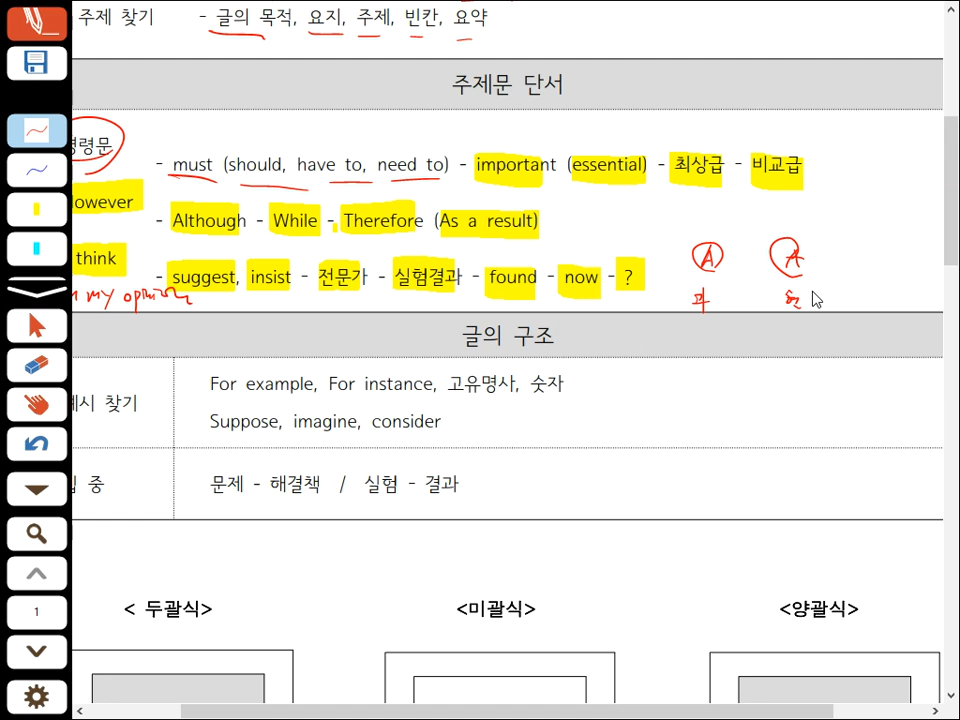 주제 찾기 - 글의 목적, 요지, 주제, 빈칸, 요약
주제문 단서
명령문
- must (should, have to, need to) - important (essential) - 최상급 - 비교급
However
- Although - While - Therefore (As a result)
think
- suggest, insist - 전문가 - 실험결과 - found - now - ?
A A
my opinion
과 현
글의 구조
예시 찾기
For example, For instance, 고유명사, 숫자
Suppose, imagine, consider
중
문제 - 해결책 / 실험 - 결과
1
< 두괄식> <미괄식> <양괄식>